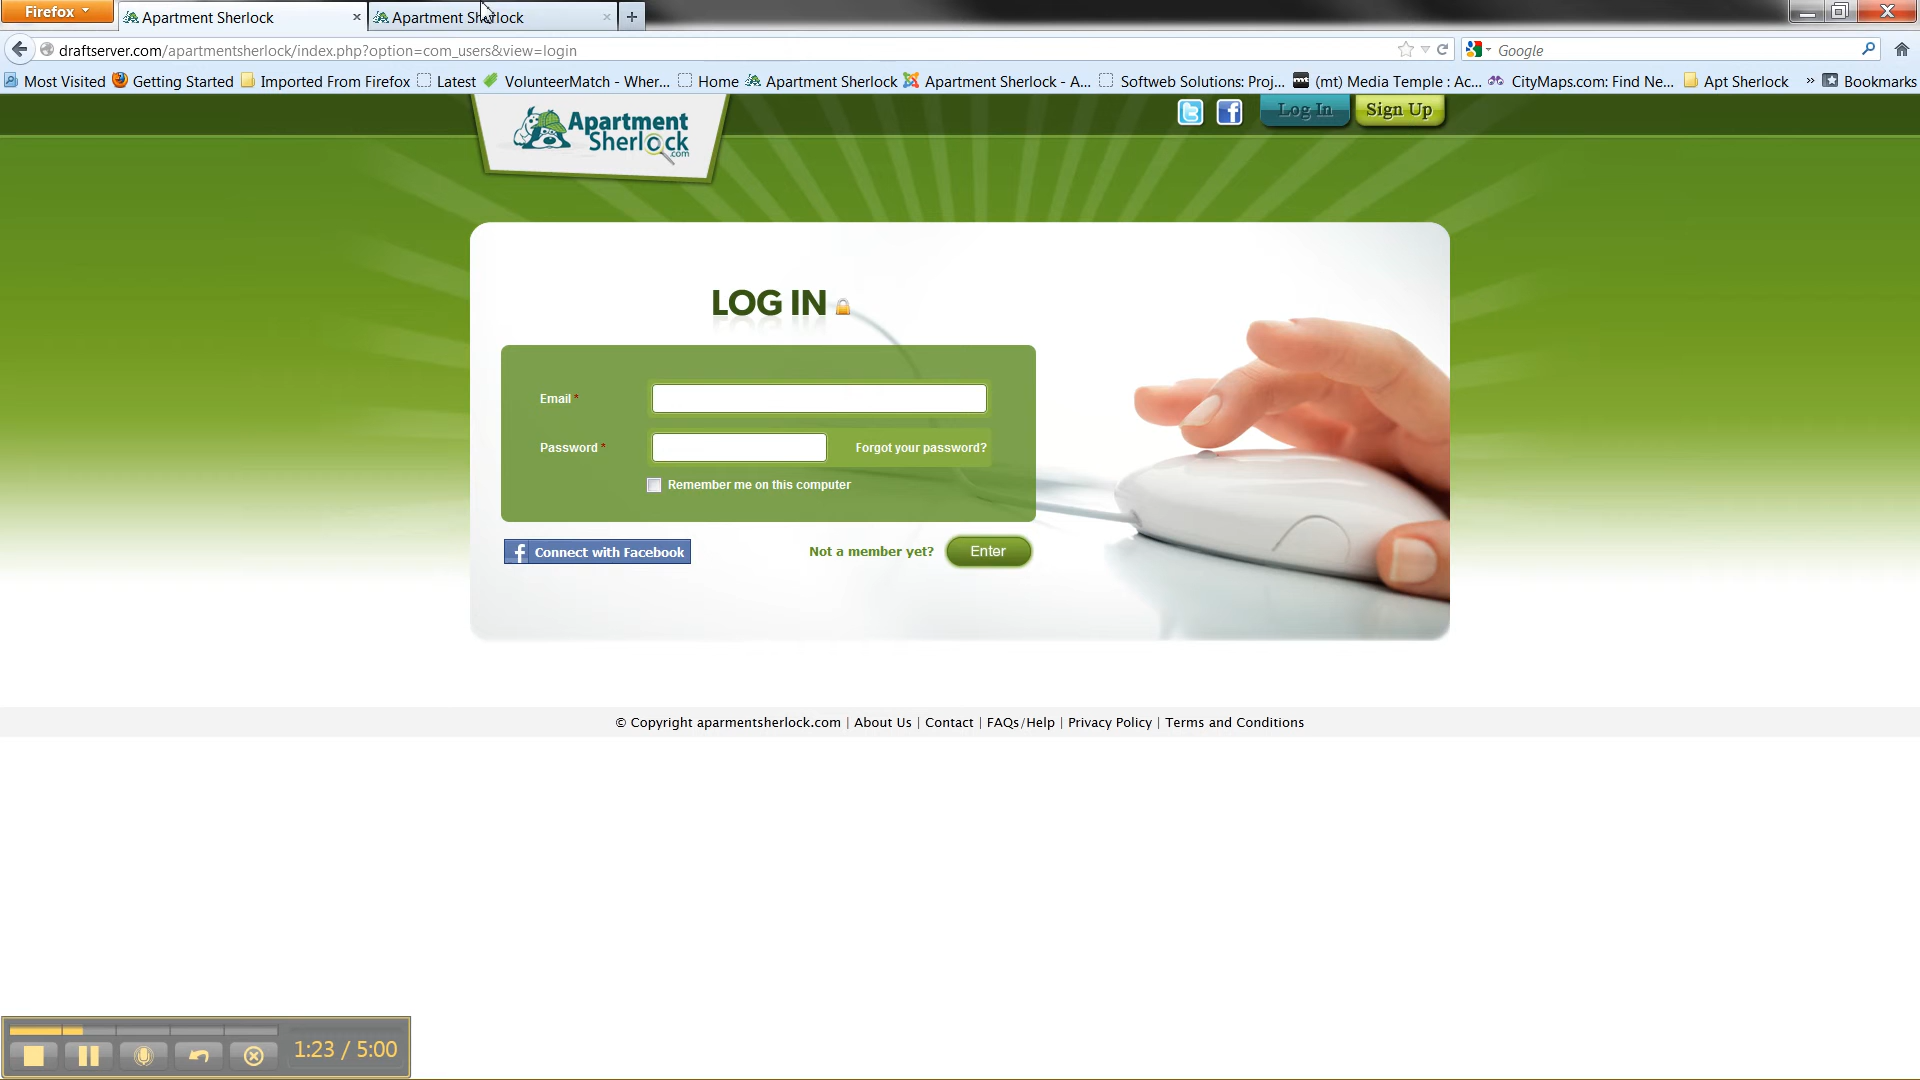 Firefox
Apartment Sherlock
Apartment Sherlock
draftserver.com/apartmentsherlock/index.php?option=com_users&view=login
Google
Most Visited Getting Started Imported From Firefox Latest VolunteerMatch - Wher... Home Apartment Sherlock Apartment Sherlock - A... Softweb Solutions: Proj... (mt) Media Temple : Ac... CityMaps.com: Find Ne... Apt Sherlock » Bookmarks
Apartment
Sherlock
.com
Log In Sign Up
LOG IN
Email *
Password * Forgot your password?
Remember me on this computer
Connect with Facebook Not a member yet? Enter
© Copyright aparmentsherlock.com | About Us | Contact | FAQs/Help | Privacy Policy | Terms and Conditions
1:23 / 5:00